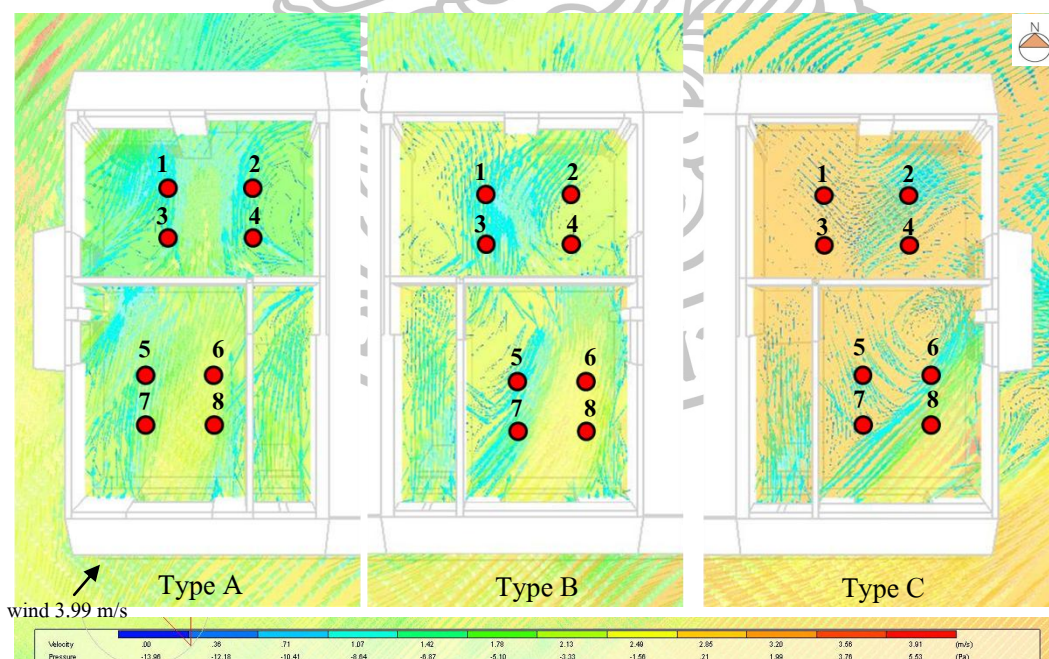 N
1 2
3 4
5 6
7 8
1 2
3 4
5 6
7 8
1 2
3 4
5 6
7 8
Type A Type B Type C
wind 3.99 m/s
Velocity .00 .36 .71 1.07 1.42 1.78 2.13 2.49 2.85 3.20 3.56 3.91 (m/s)
Pressure -13.96 -12.18 -10.41 -8.64 -6.87 -5.10 -3.33 -1.56 .21 1.99 3.76 5.53 (Pa)